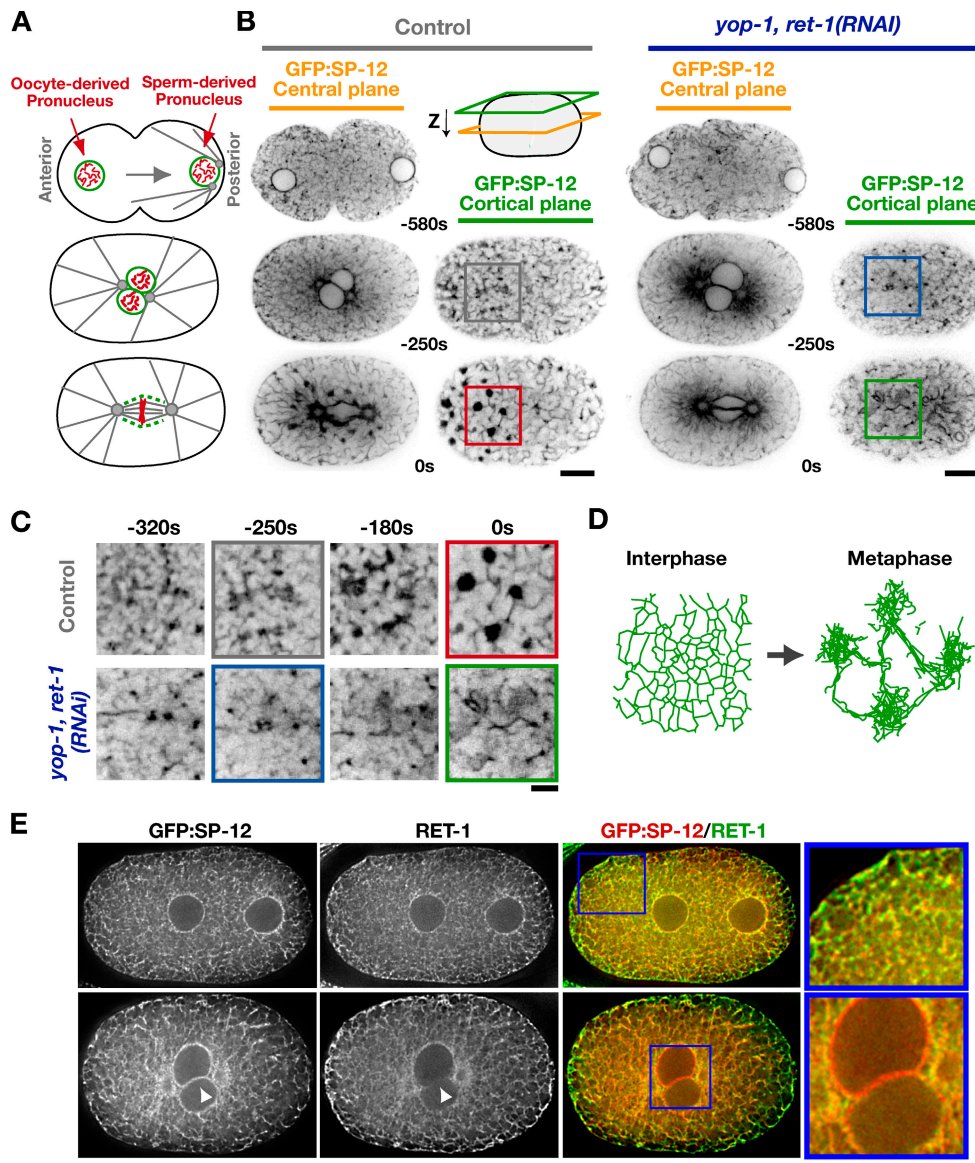 A
Oocyte-derived
Pronucleus
Sperm-derived
Pronucleus
Anterior
Posterior
B
Control
yop-1, ret-1(RNAI)
GFP:SP-12
Central plane
Z
GFP:SP-12
Central plane
-580s
GFP:SP-12
Cortical plane
-580s
GFP:SP-12
Cortical plane
-250s
-250s
0s
0s
C
-320s
-250s
-180s
0s
Control
yop-1, ret-1
(RNAi)
D
Interphase
Metaphase
E
GFP:SP-12
RET-1
GFP:SP-12/RET-1